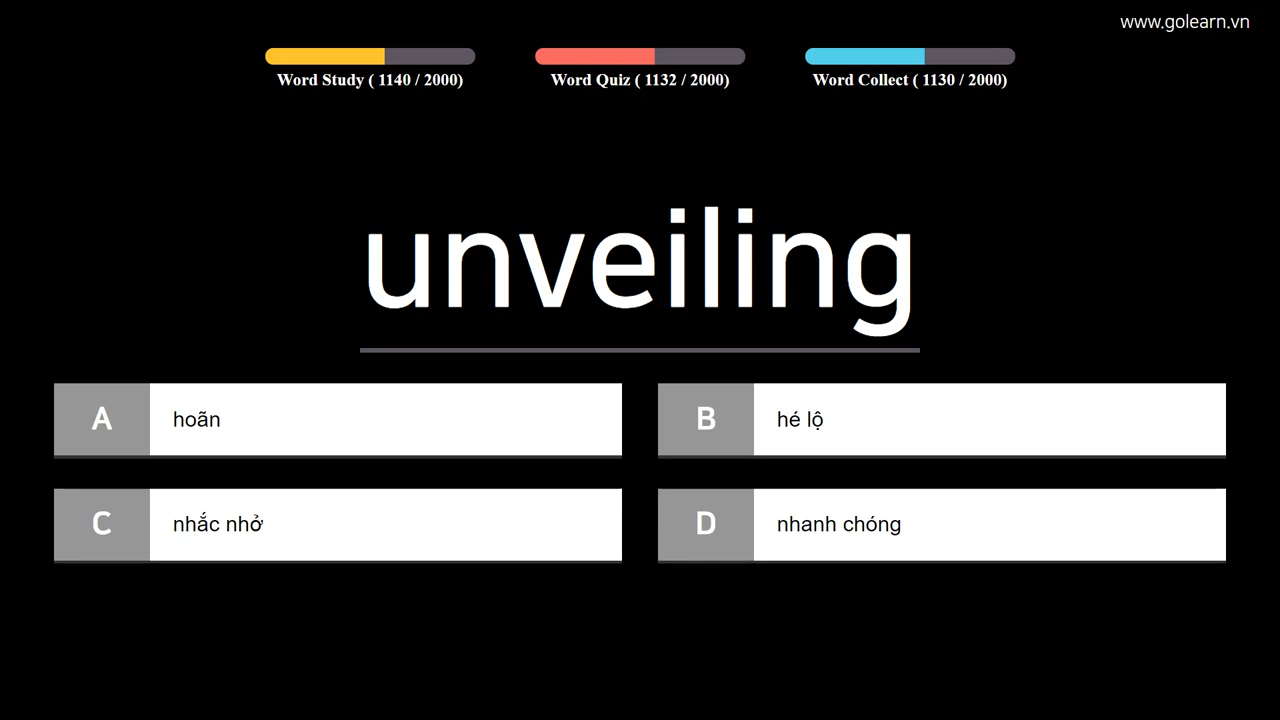 www.golearn.vn
Word Study ( 1140 / 2000)
Word Quiz ( 1132 / 2000)
Word Collect ( 1130 / 2000)
unveiling
A hoãn
B hé lộ
C nhắc nhở
D nhanh chóng